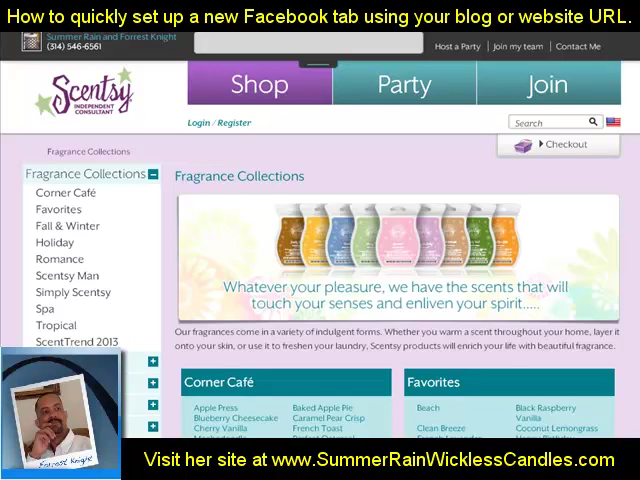 How to quickly set up a new Facebook tab using your blog or website URL.
Summer Rain and Forrest Knight
(314) 546-6561
Host a Party | Join my team | Contact Me
Scentsy
INDEPENDENT
CONSULTANT
Shop
Party
Join
Login / Register
Search
Checkout
Fragrance Collections
Fragrance Collections
Corner Café
Favorites
Fall & Winter
Holiday
Romance
Scentsy Man
Simply Scentsy
Spa
Tropical
ScentTrend 2013
Fragrance Collections
Whatever your pleasure, we have the scents that will
touch your senses and enliven your spirit.....
Our fragrances come in a variety of indulgent forms. Whether you warm a scent throughout your home, layer it
onto your skin, or use it to freshen your laundry, Scentsy products will enrich your life with beautiful fragrance.
Corner Café
Apple Press
Blueberry Cheesecake
Cherry Vanilla
Baked Apple Pie
Caramel Pear Crisp
French Toast
Favorites
Beach
Clean Breeze
Black Raspberry
Vanilla
Coconut Lemongrass
Forrest Knight
Visit her site at www.SummerRainWicklessCandles.com